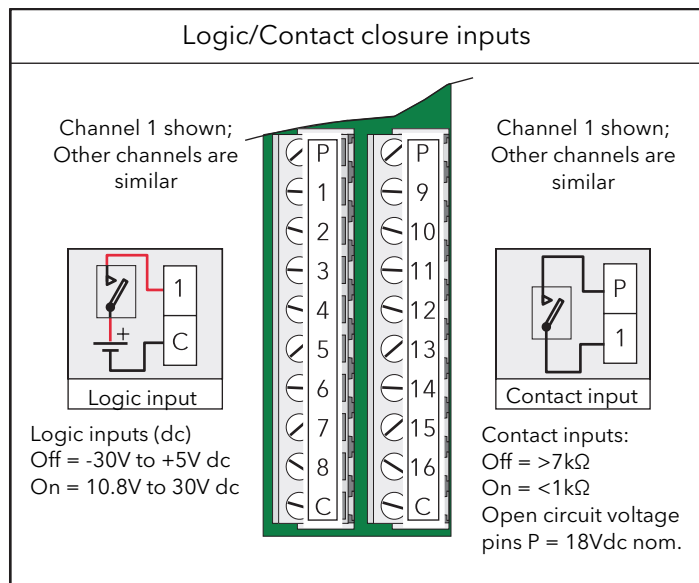 Logic/Contact closure inputs
Channel 1 shown;
Other channels are
similar
1
C
+
Logic input
Logic inputs (dc)
Off = -30V to +5V dc
On = 10.8V to 30V dc
P
1
2
3
4
5
6
7
8
C
P
9
10
11
12
13
14
15
16
C
Channel 1 shown;
Other channels are
similar
P
1
Contact input
Contact inputs:
Off = >7kΩ
On = <1kΩ
Open circuit voltage
pins P = 18Vdc nom.